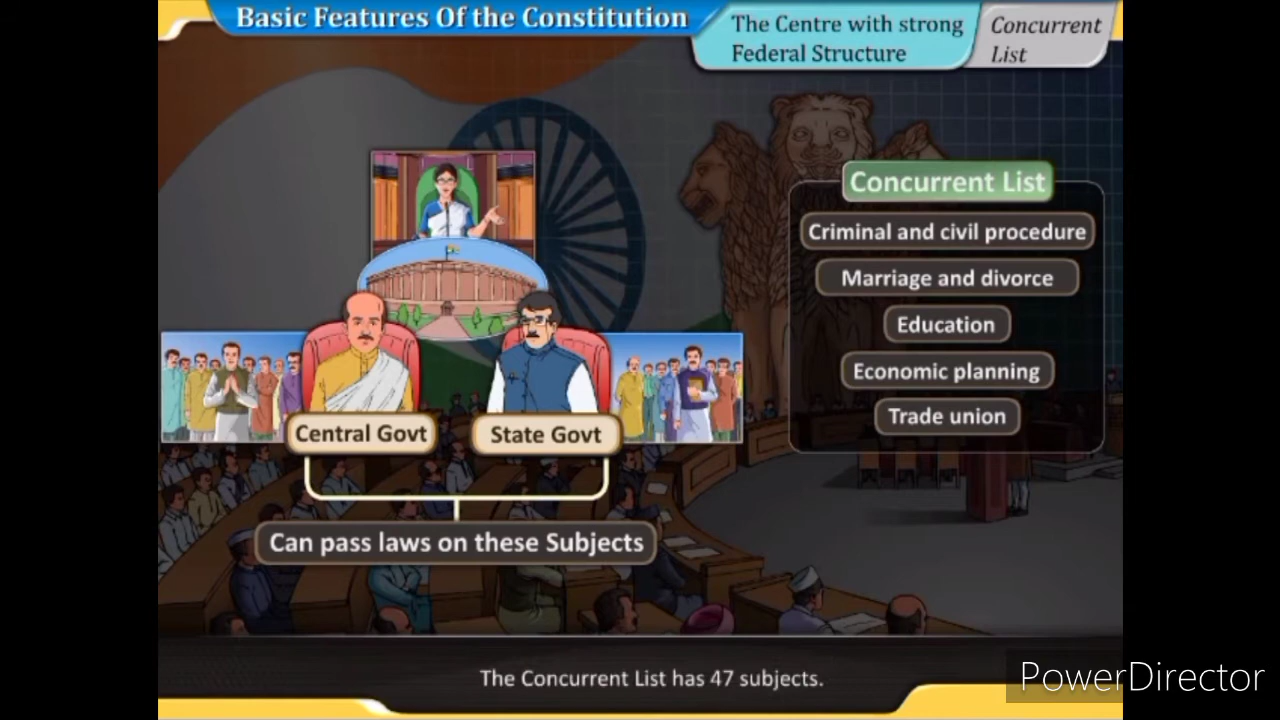 Basic Features Of the Constitution
The Centre with strong
Federal Structure
Concurrent
List
Concurrent List
Criminal and civil procedure
Marriage and divorce
Education
Economic planning
Trade union
Central Govt
State Govt
Can pass laws on these Subjects
The Concurrent List has 47 subjects.
PowerDirector